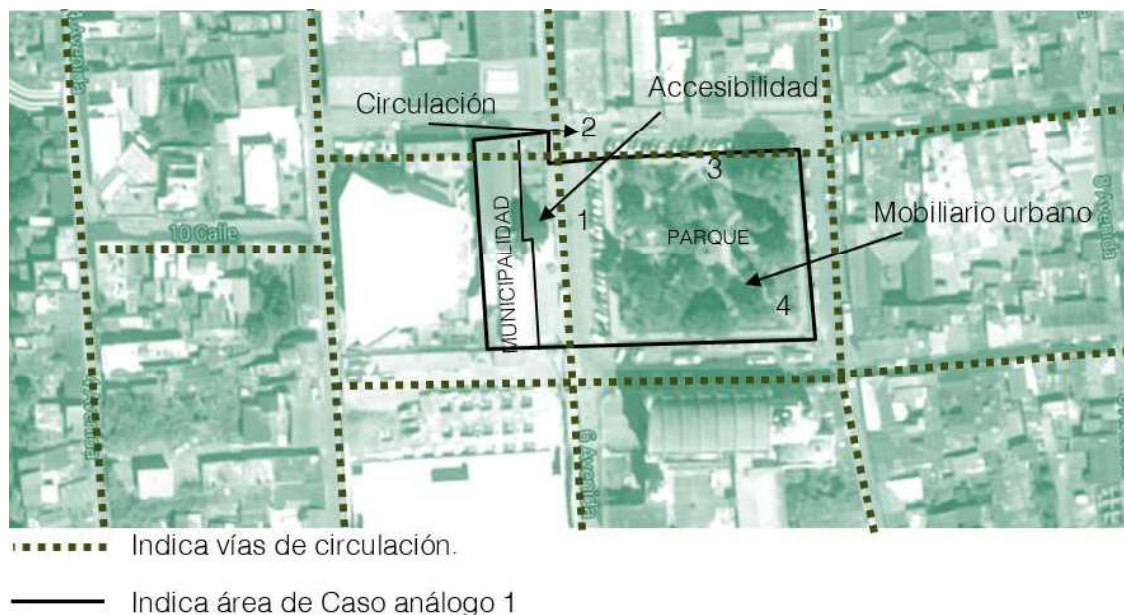 Accesibilidad
Circulación
2
3
1
PARQUE
Mobiliario urbano
MUNICIPALIDAD
10 Calle
4
6 Avenida
Indica vías de circulación.
Indica área de Caso análogo 1